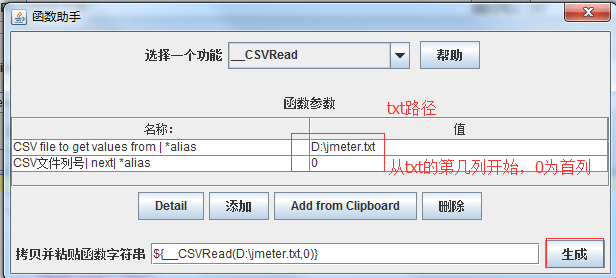 函数助手
选择一个功能 __CSVRead 帮助
函数参数
txt路径
名称: 值
CSV file to get values from | *alias D:\jmeter.txt
CSV文件列号| next| *alias 0
从txt的第几列开始，0为首列
Detail 添加 Add from Clipboard 删除
拷贝并粘贴函数字符串 ${__CSVRead(D:\jmeter.txt,0)} 生成